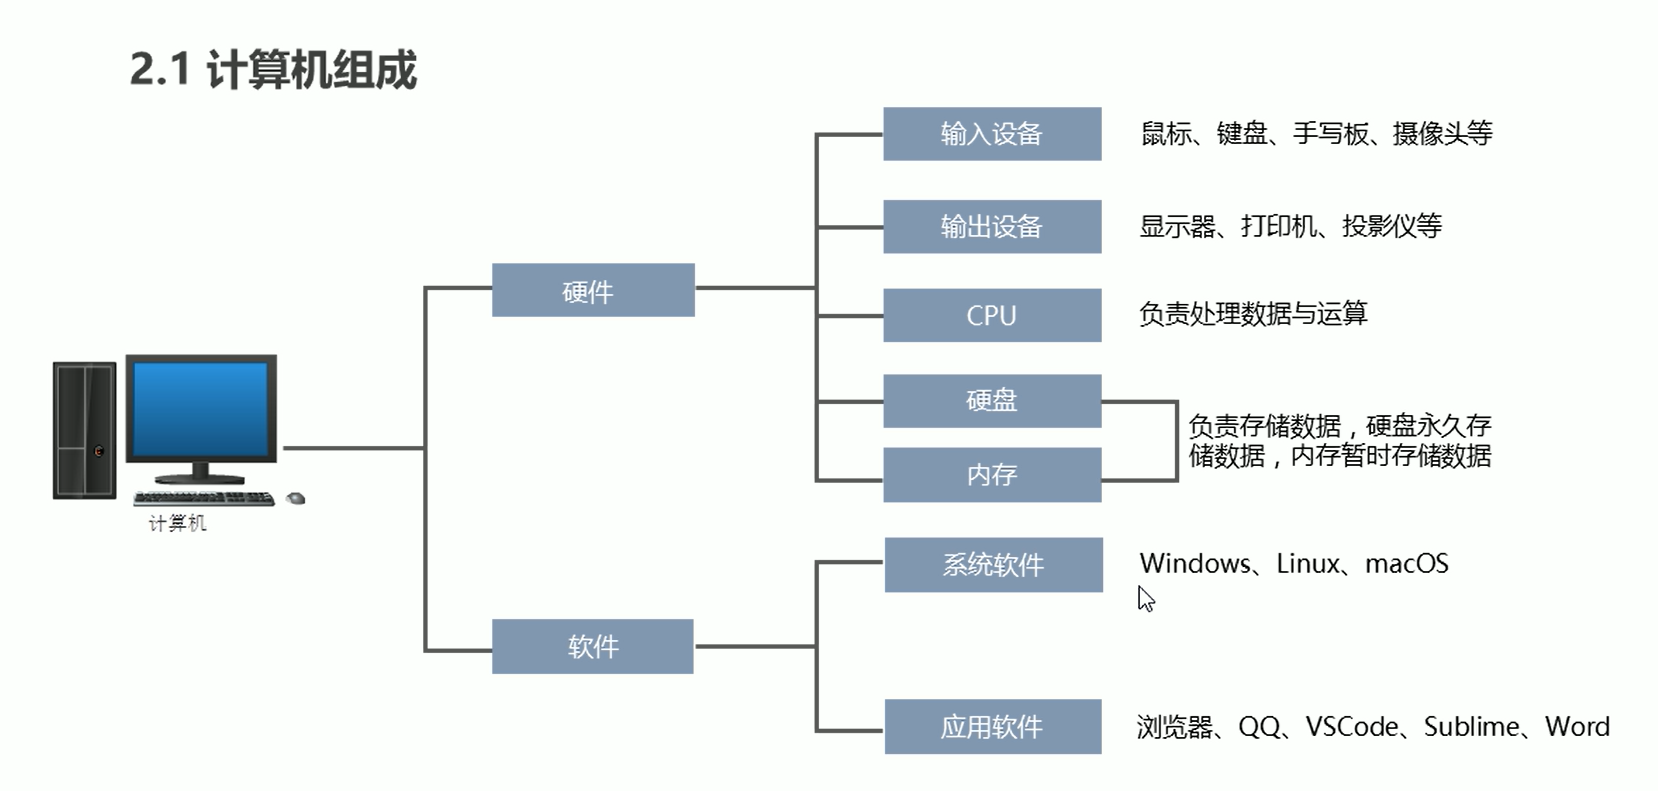 2.1 计算机组成
输入设备
鼠标、键盘、手写板、摄像头等
输出设备
显示器、打印机、投影仪等
硬件
CPU
负责处理数据与运算
硬盘
内存
负责存储数据，硬盘永久存
储数据，内存暂时存储数据
计算机
系统软件
Windows、Linux、macOS
软件
应用软件
浏览器、QQ、VSCode、Sublime、Word